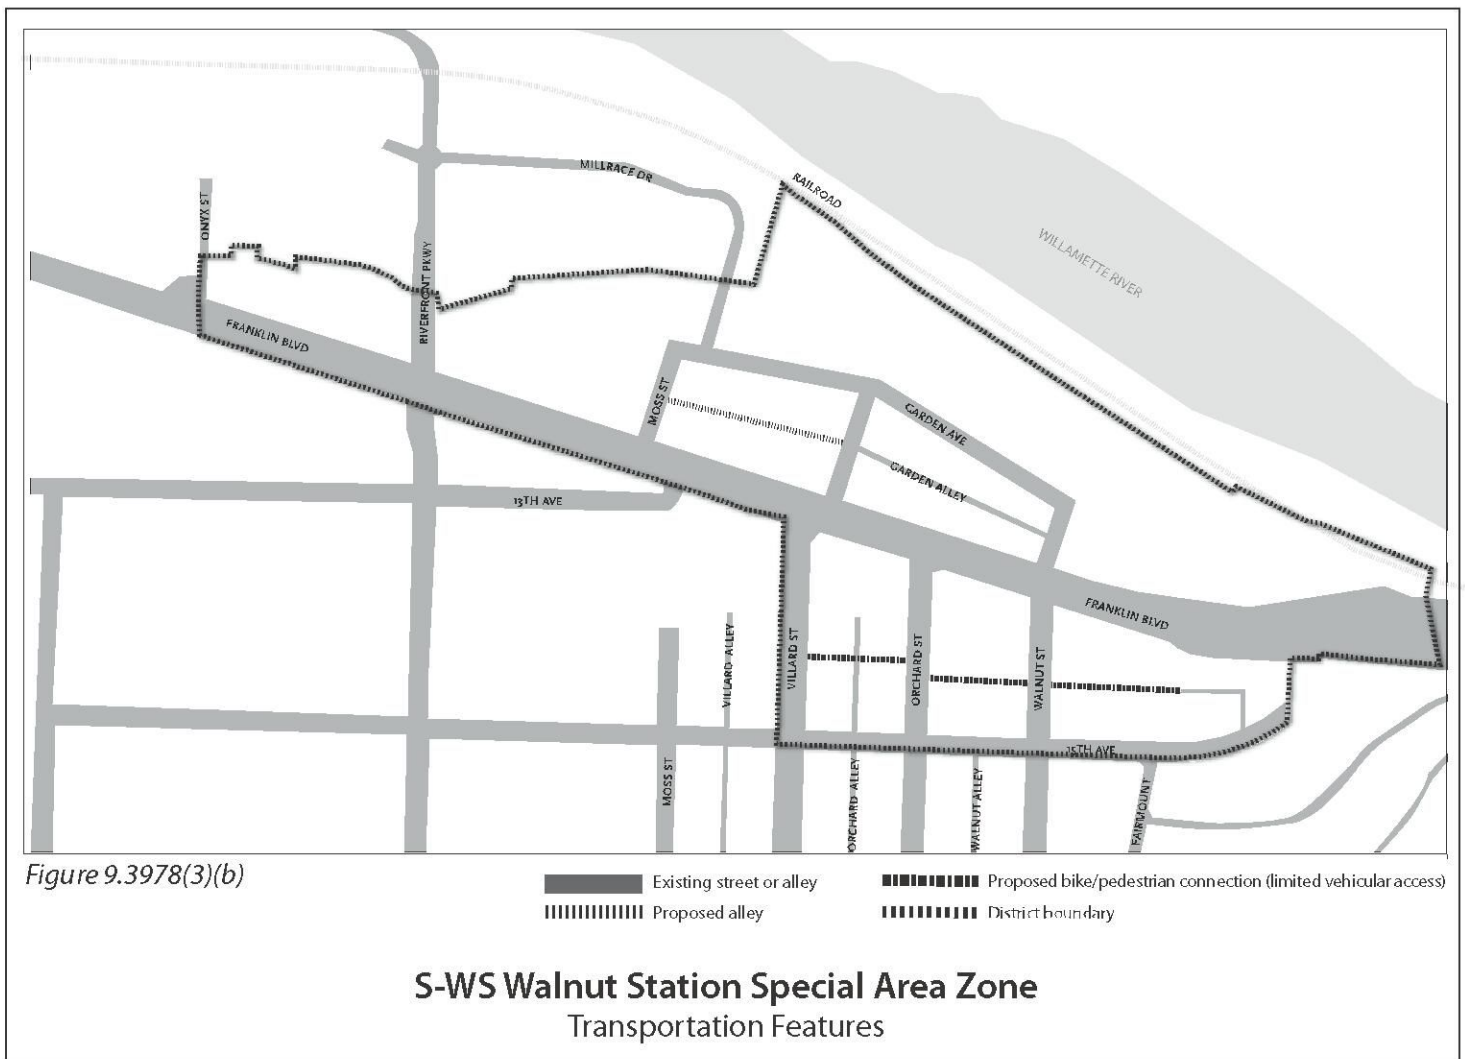 MILLRACE DR
RAILROAD
ONYX ST
WILLAMETTE RIVER
RIVERFRONT PKWY
FRANKLIN BLVD
MOSS ST
GARDEN AVE
GARDEN ALLEY
13TH AVE
FRANKLIN BLVD
VILLARD ALLEY
VILLARD ST
ORCHARD ST
WALNUT ST
15TH AVE
MOSS ST
ORCHARD ALLEY
WALNUT ALLEY
FAIRMOUNT
Figure 9.3978(3)(b)
Existing street or alley
Proposed bike/pedestrian connection (limited vehicular access)
Proposed alley
District boundary
S-WS Walnut Station Special Area Zone
Transportation Features